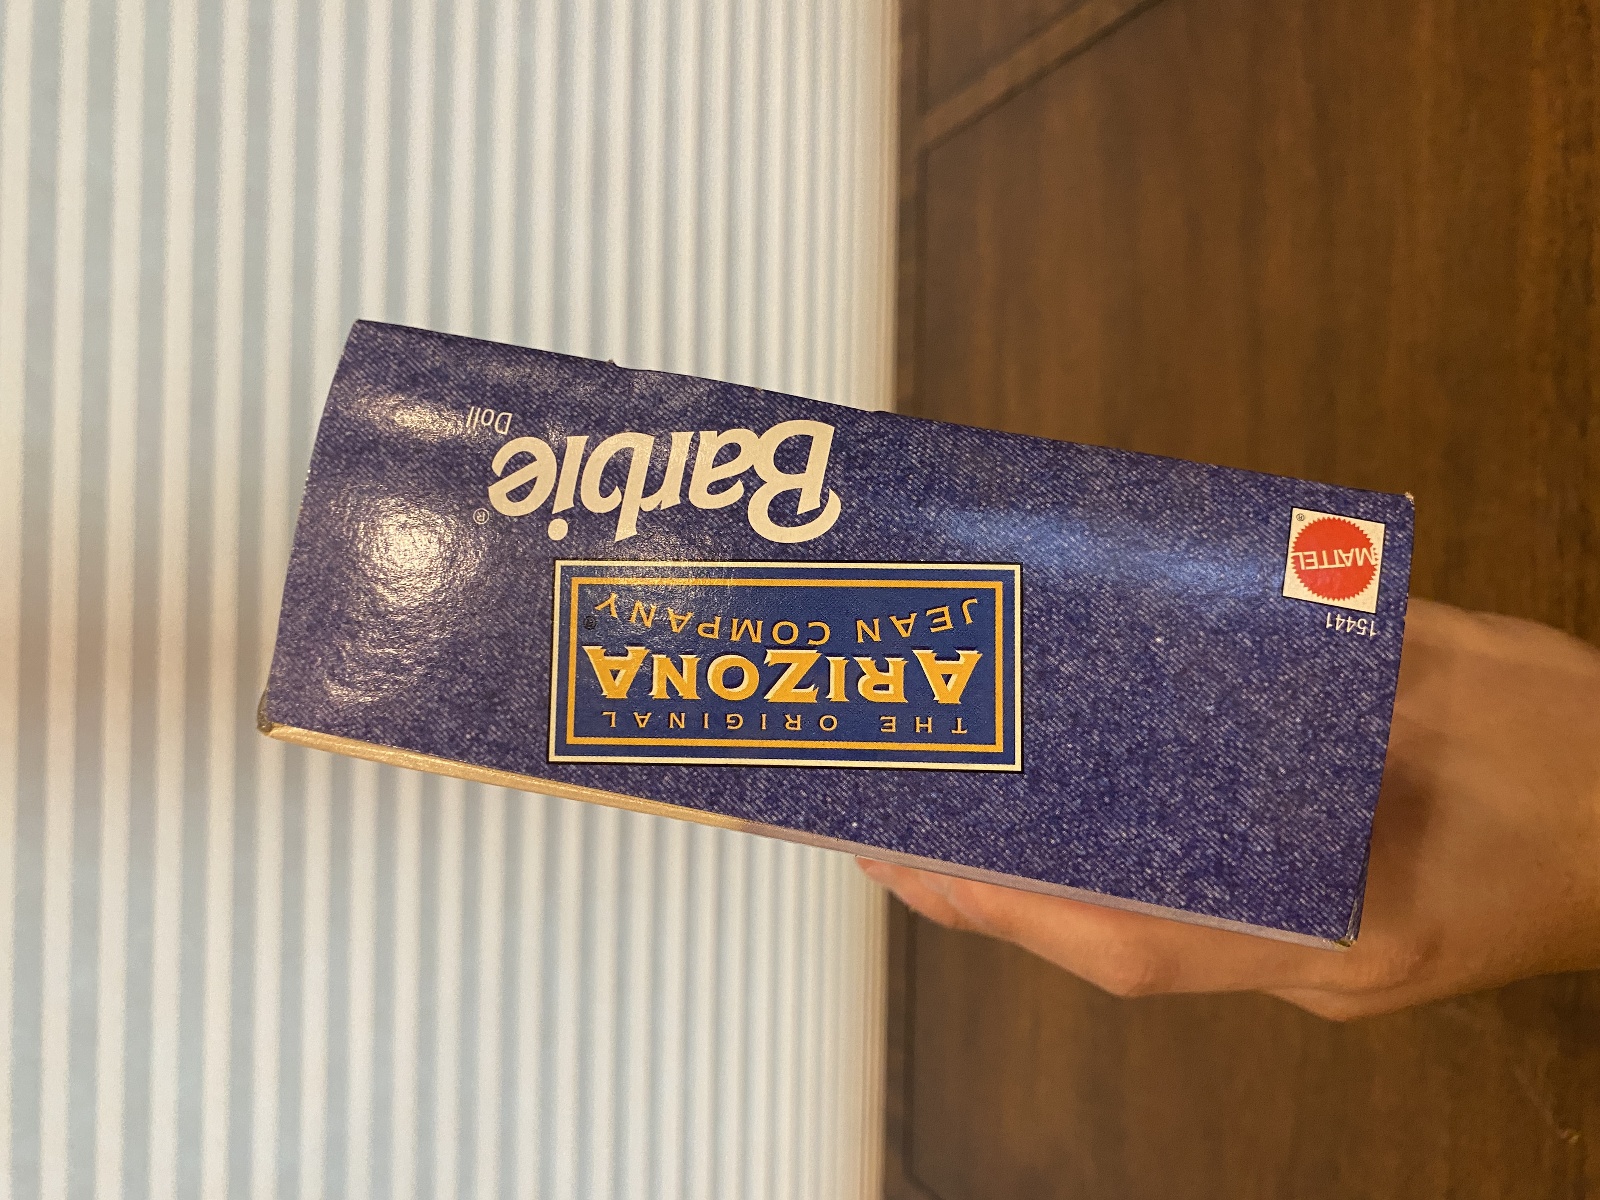 15441
MATTEL
®
THE ORIGINAL
ARIZONA
JEAN COMPANY®
Barbie®
Doll